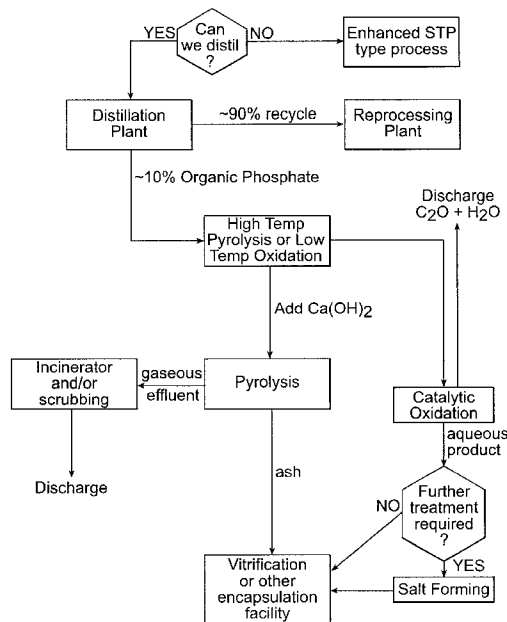 Can
we distil
?
YES
NO
Enhanced STP
type process
Distillation
Plant
~90% recycle
Reprocessing
Plant
~10% Organic Phosphate
Discharge
C2O + H2O
High Temp
Pyrolysis or Low
Temp Oxidation
Add Ca(OH)2
Incinerator
and/or
scrubbing
gaseous
effluent
Pyrolysis
Catalytic
Oxidation
aqueous
product
Discharge
ash
Further
treatment
required
?
NO
YES
Vitrification
or other
encapsulation
facility
Salt Forming